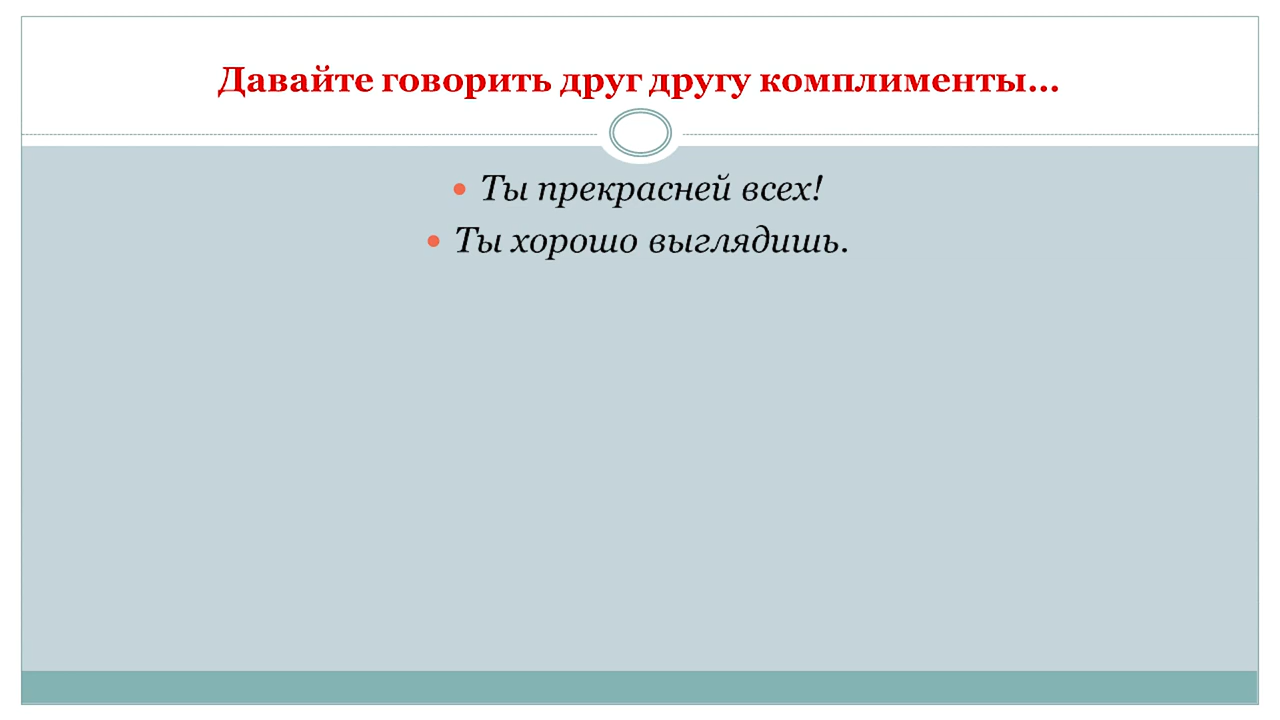 Давайте говорить друг другу комплименты...
• Ты прекрасней всех!
• Ты хорошо выглядишь.